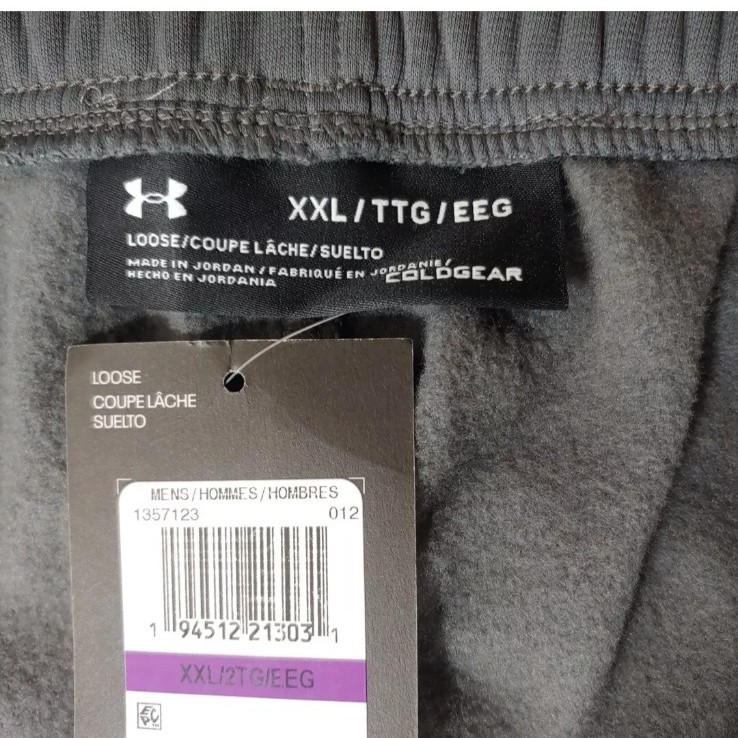 XXL/TTG/EEG
LOOSE/COUPE LÂCHE/SUELTO
MADE IN JORDAN / FABRIQUÉ EN JORDANIE/
HECHO EN JORDANIA
COLDGEAR
LOOSE
COUPE LÂCHE
SUELTO
MENS/HOMMES/HOMBRES
1357123 012
1 94512 21303 1
XXL/2TG/EEG
EPC